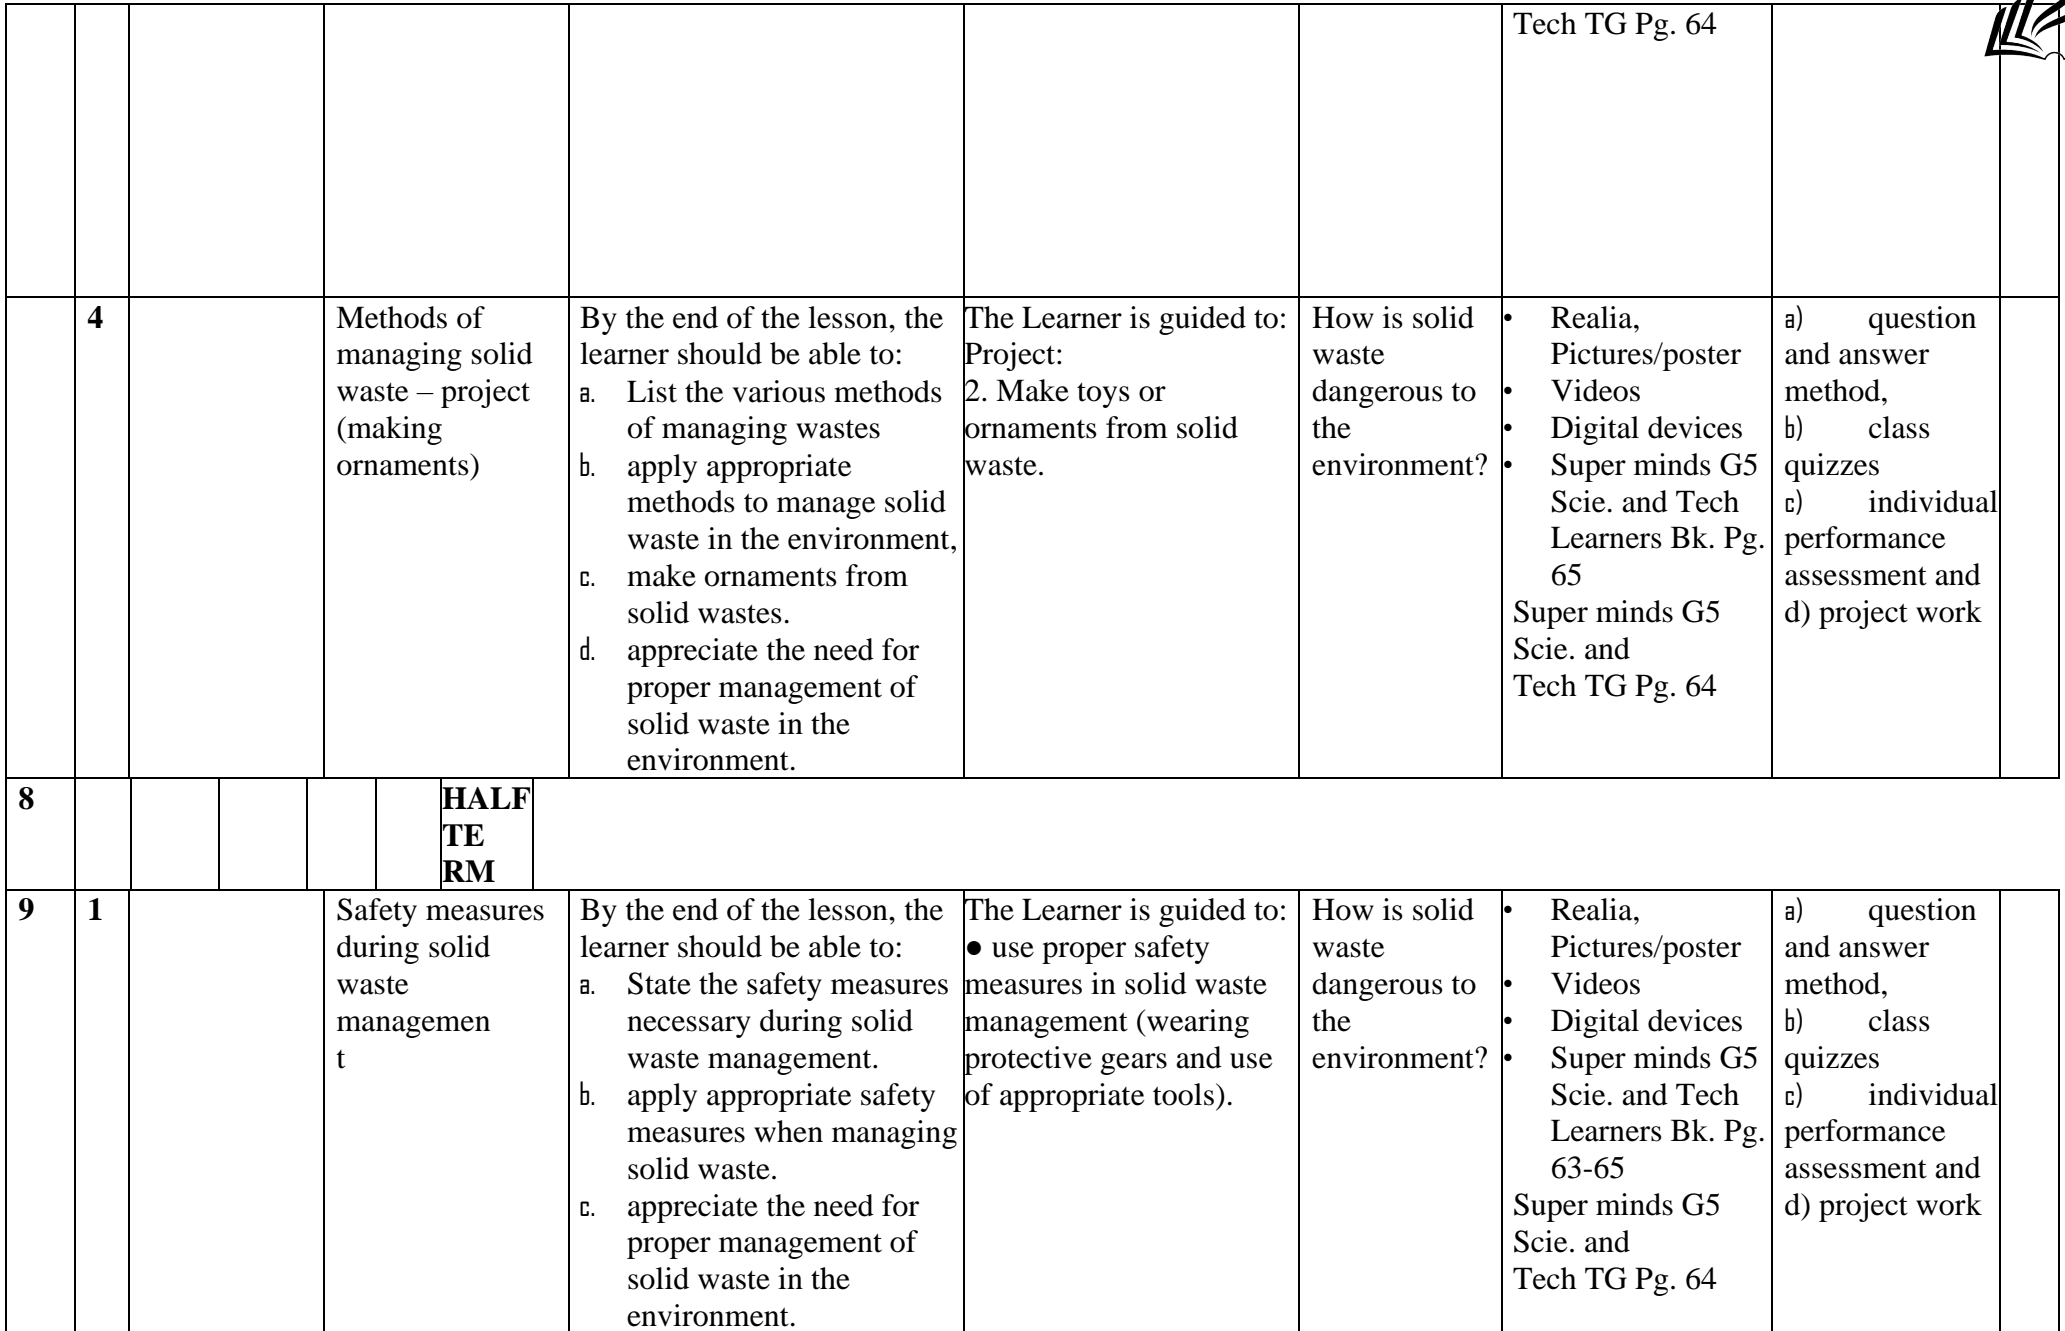 Tech TG Pg. 64
4
Methods of
managing solid
waste – project
(making
ornaments)
By the end of the lesson, the
learner should be able to:
a. List the various methods
of managing wastes
b. apply appropriate
methods to manage solid
waste in the environment,
c. make ornaments from
solid wastes.
d. appreciate the need for
proper management of
solid waste in the
environment.
The Learner is guided to:
Project:
2. Make toys or
ornaments from solid
waste.
How is solid
waste
dangerous to
the
environment?
• Realia,
Pictures/poster
• Videos
• Digital devices
• Super minds G5
Scie. and Tech
Learners Bk. Pg.
65
Super minds G5
Scie. and
Tech TG Pg. 64
a) question
and answer
method,
b) class
quizzes
c) individual
performance
assessment and
d) project work
8
HALF
TE
RM
9
1
Safety measures
during solid
waste
managemen
t
By the end of the lesson, the
learner should be able to:
a. State the safety measures
necessary during solid
waste management.
b. apply appropriate safety
measures when managing
solid waste.
c. appreciate the need for
proper management of
solid waste in the
environment.
The Learner is guided to:
● use proper safety
measures in solid waste
management (wearing
protective gears and use
of appropriate tools).
How is solid
waste
dangerous to
the
environment?
• Realia,
Pictures/poster
• Videos
• Digital devices
• Super minds G5
Scie. and Tech
Learners Bk. Pg.
63-65
Super minds G5
Scie. and
Tech TG Pg. 64
a) question
and answer
method,
b) class
quizzes
c) individual
performance
assessment and
d) project work